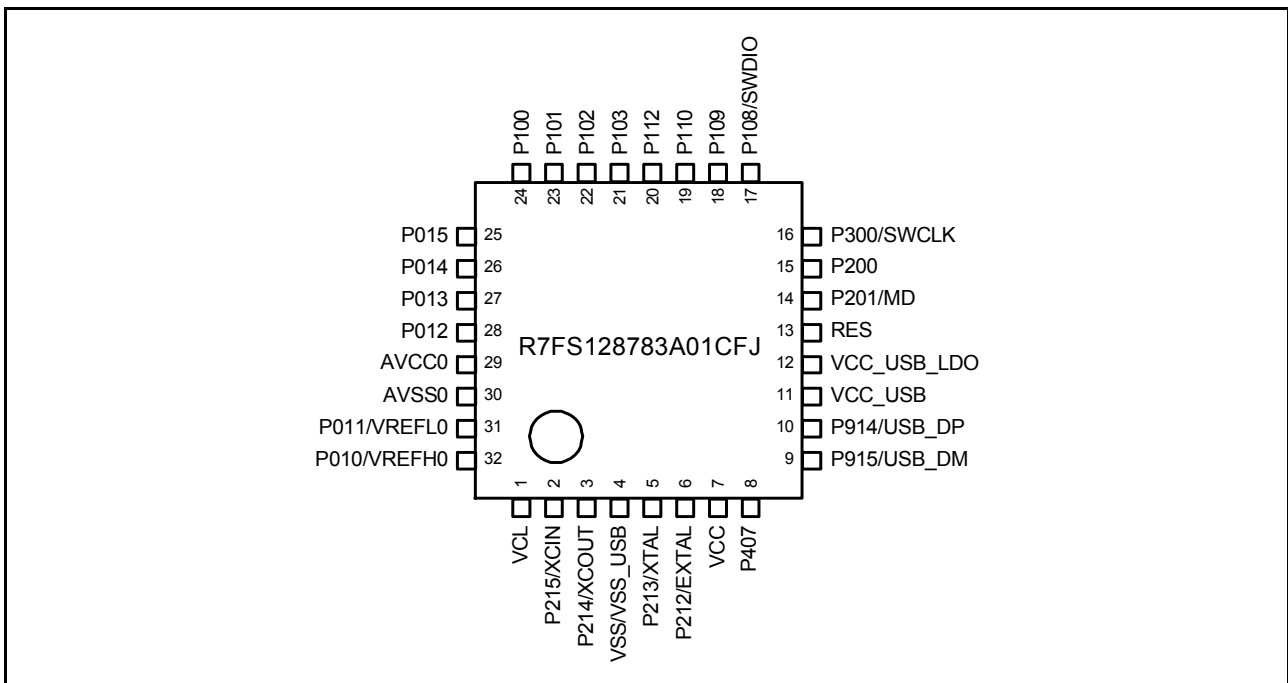 P100
P101
P102
P103
P112
P110
P109
P108/SWDIO
24
23
22
21
20
19
18
17
P015 25
P014 26
P013 27
P012 28
AVCC0 29
AVSS0 30
P011/VREFL0 31
P010/VREFH0 32
R7FS128783A01CFJ
16 P300/SWCLK
15 P200
14 P201/MD
13 RES
12 VCC_USB_LDO
11 VCC_USB
10 P914/USB_DP
9 P915/USB_DM
1
2
3
4
5
6
7
8
VCL
P215/XCIN
P214/XCOUT
VSS/VSS_USB
P213/XTAL
P212/EXTAL
VCC
P407